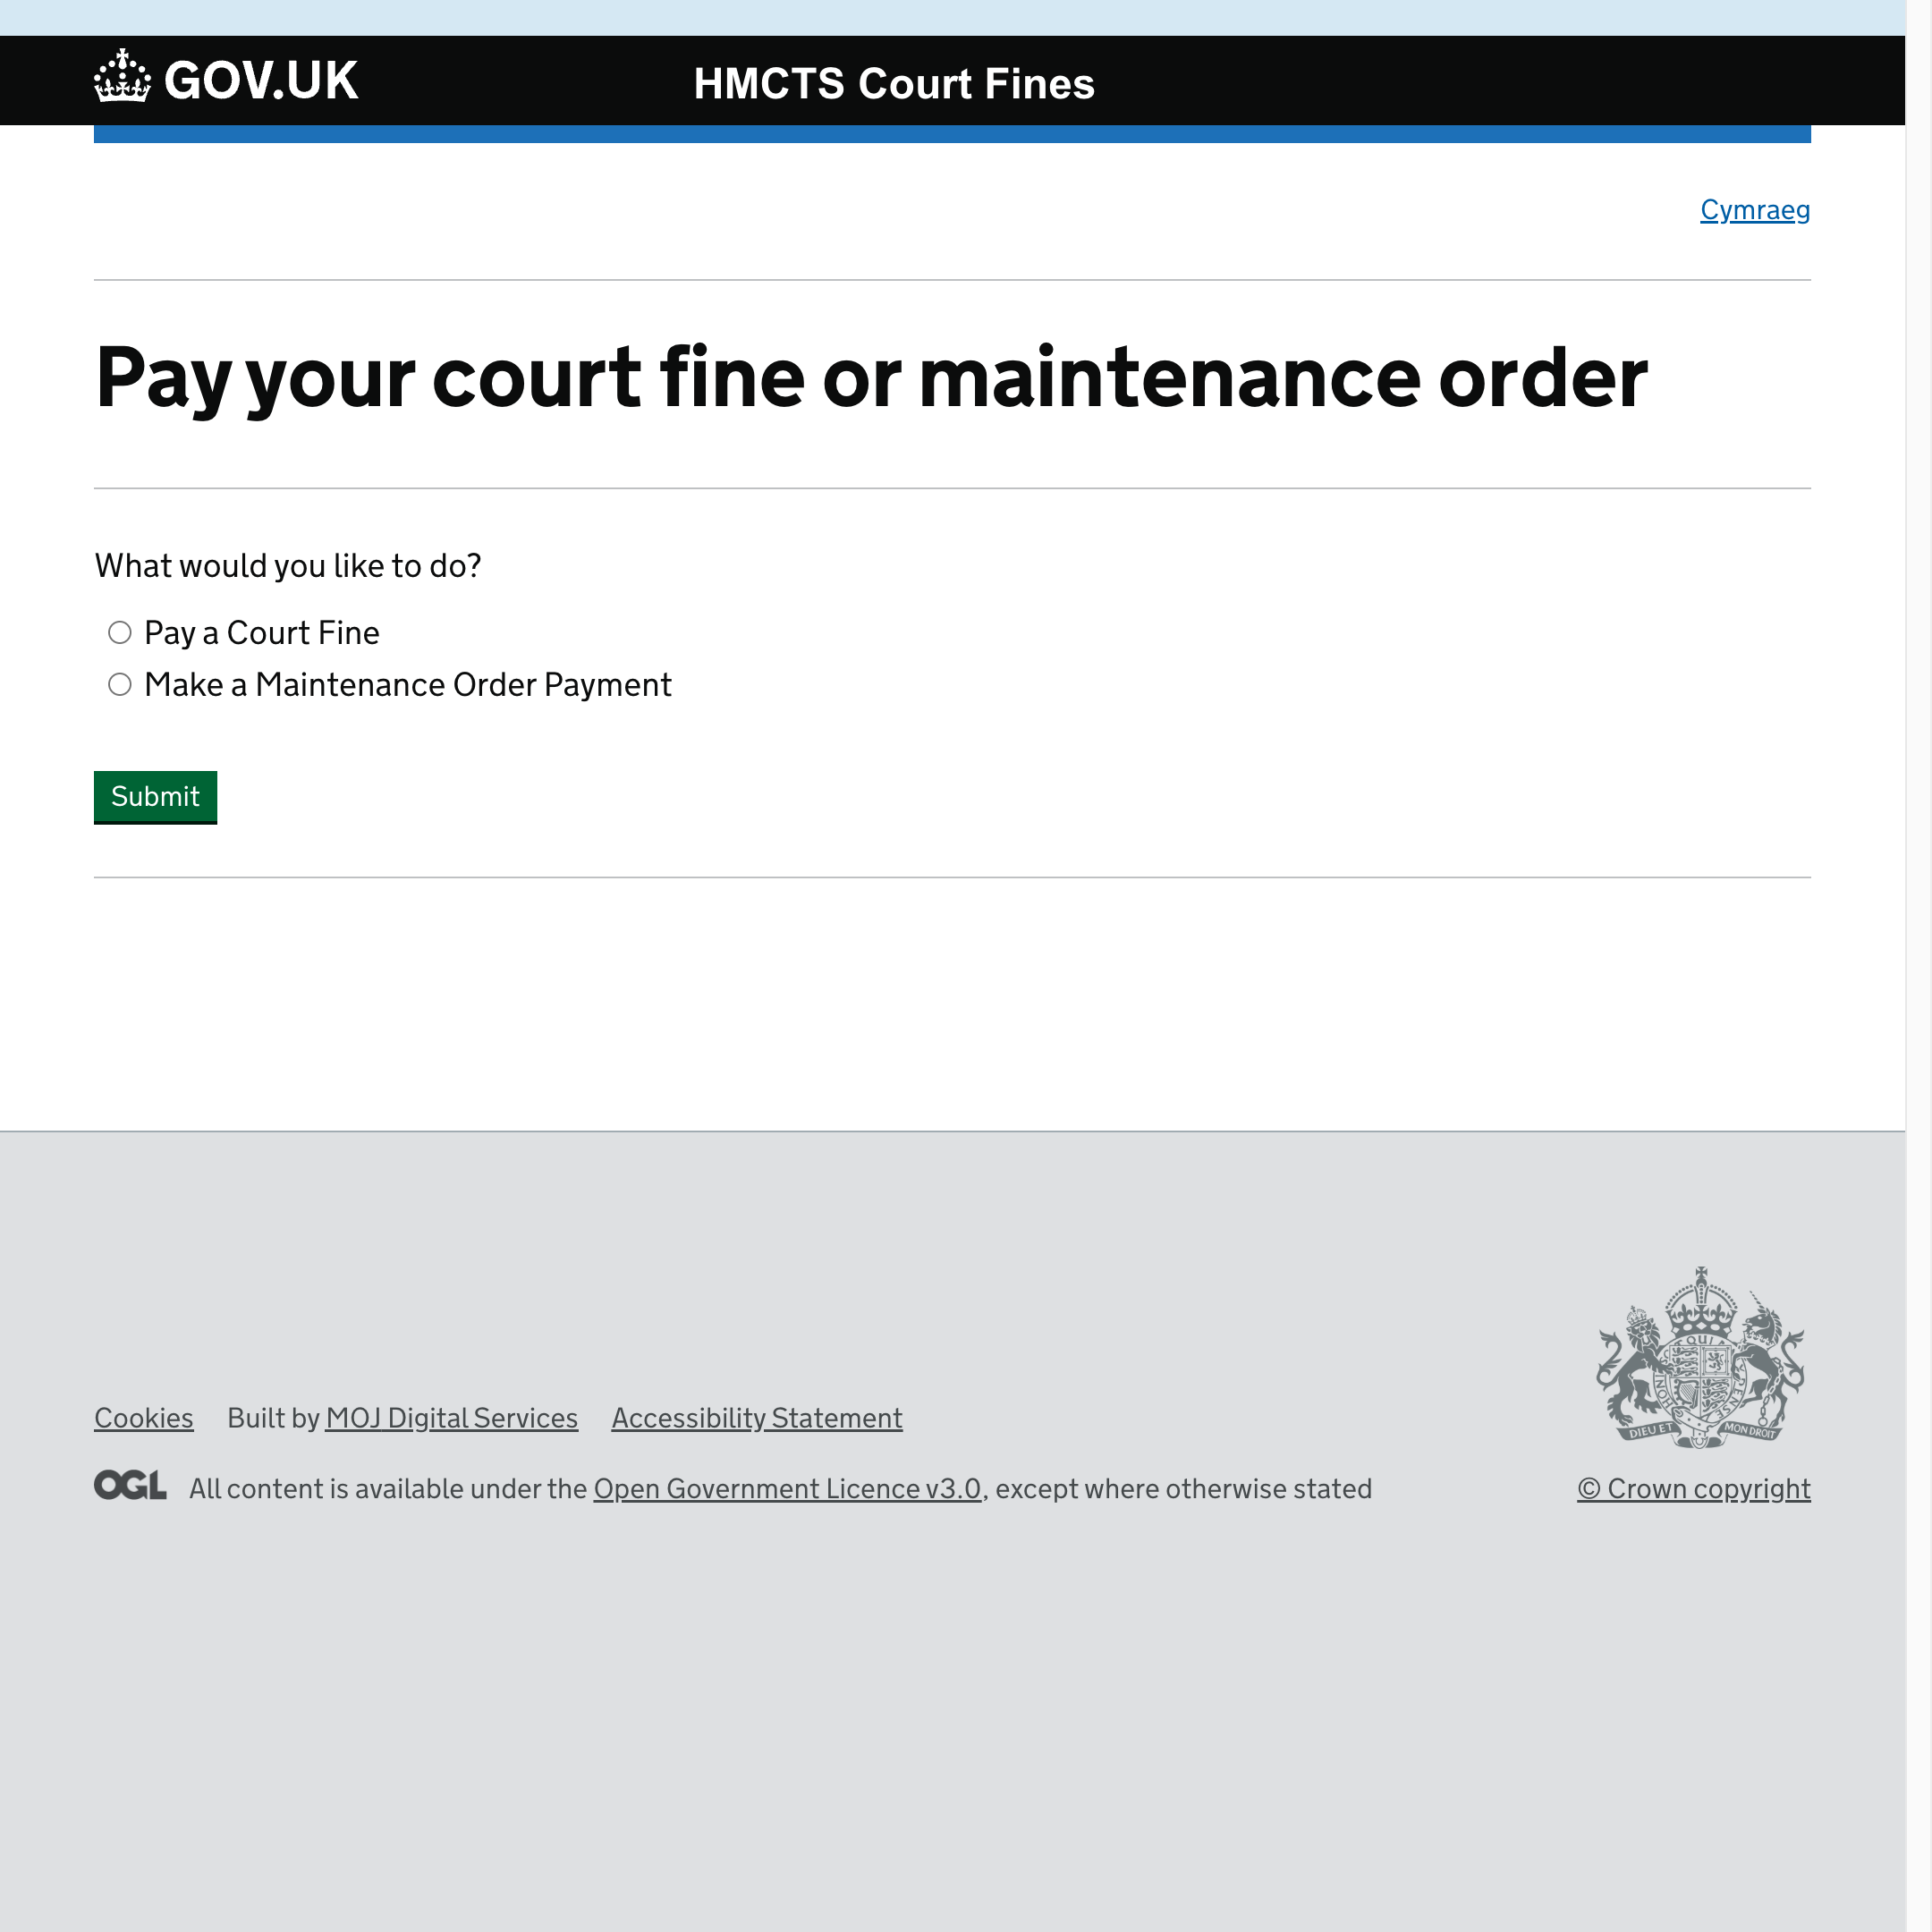 GOV.UK
HMCTS Court Fines
Cymraeg
Pay your court fine or maintenance order
What would you like to do?
Pay a Court Fine
Make a Maintenance Order Payment
Submit
Cookies Built by MOJ Digital Services Accessibility Statement
OGL All content is available under the Open Government Licence v3.0, except where otherwise stated
DIEU ET MON DROIT
© Crown copyright